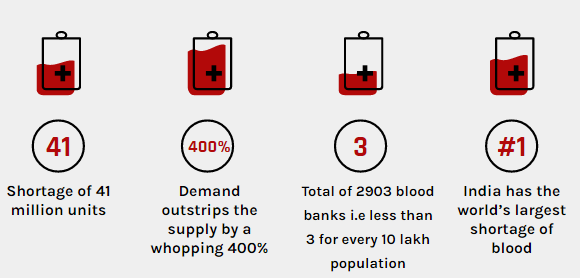 41
Shortage of 41
million units
400%
Demand
outstrips the
supply by a
whopping 400%
3
Total of 2903 blood
banks i.e less than
3 for every 10 lakh
population
#1
India has the
world's largest
shortage of
blood